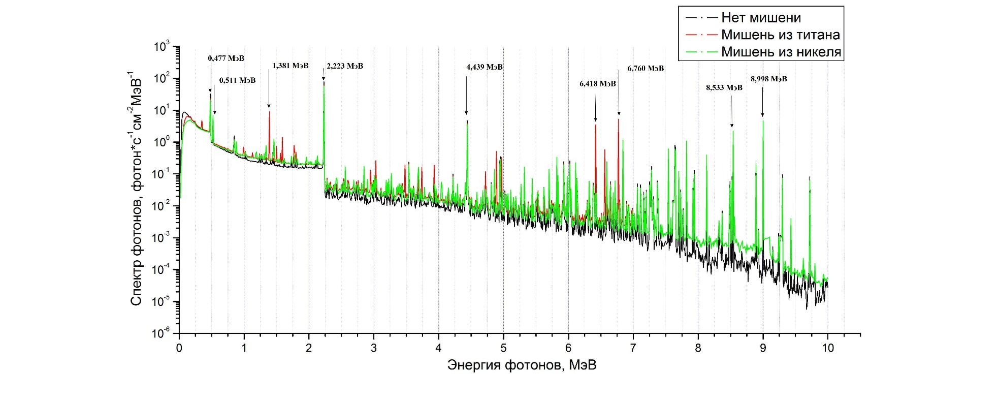 Нет мишени
Мишень из титана
Мишень из никеля
0,477 МэВ
0,511 МэВ
1,381 МэВ
2,223 МэВ
4,439 МэВ
6,418 МэВ
6,760 МэВ
8,533 МэВ
8,998 МэВ
Спектр фотонов, фотон*с⁻¹см⁻²МэВ⁻¹
10³
10²
10¹
10⁰
10⁻¹
10⁻²
10⁻³
10⁻⁴
10⁻⁵
10⁻⁶
0 1 2 3 4 5 6 7 8 9 10
Энергия фотонов, МэВ